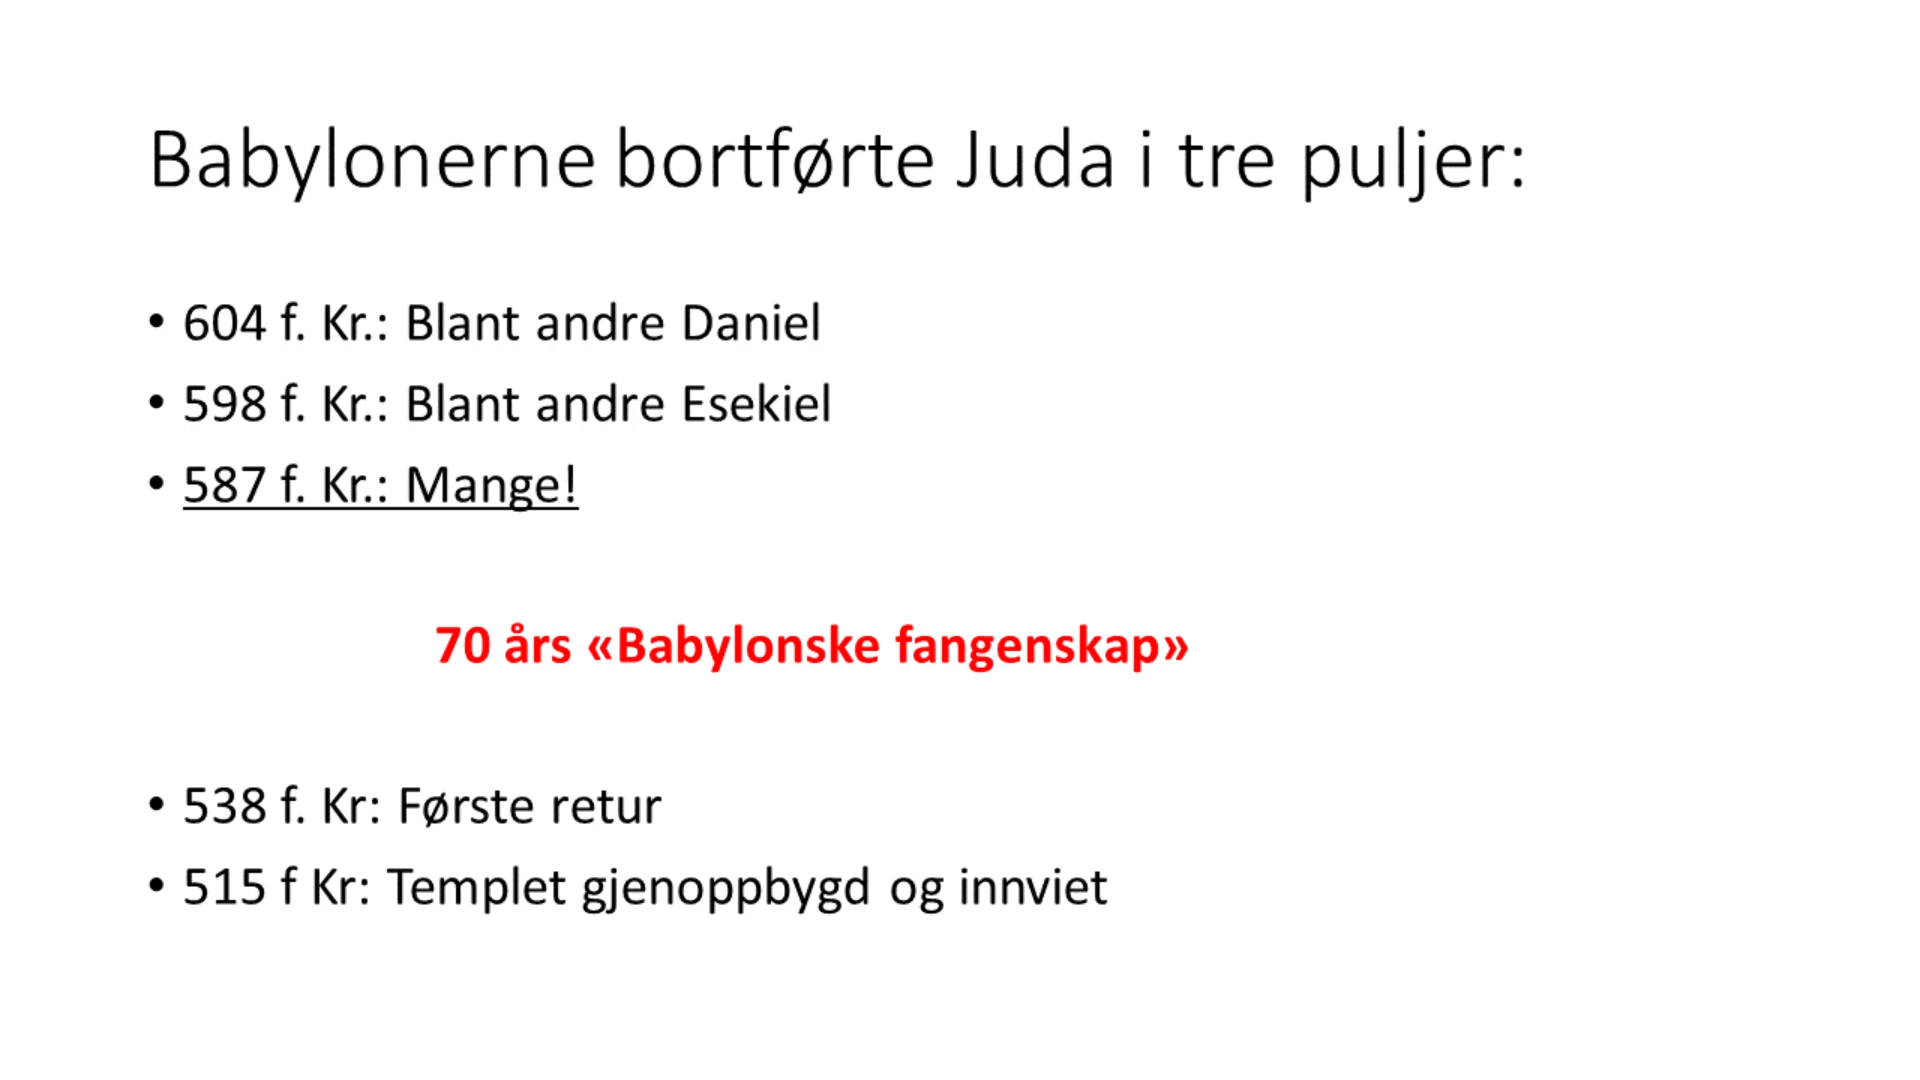 Babylonerne bortførte Juda i tre puljer:
• 604 f. Kr.: Blant andre Daniel
• 598 f. Kr.: Blant andre Esekiel
• 587 f. Kr.: Mange!
70 års «Babylonske fangenskap»
• 538 f. Kr: Første retur
• 515 f Kr: Templet gjenoppbygd og innviet